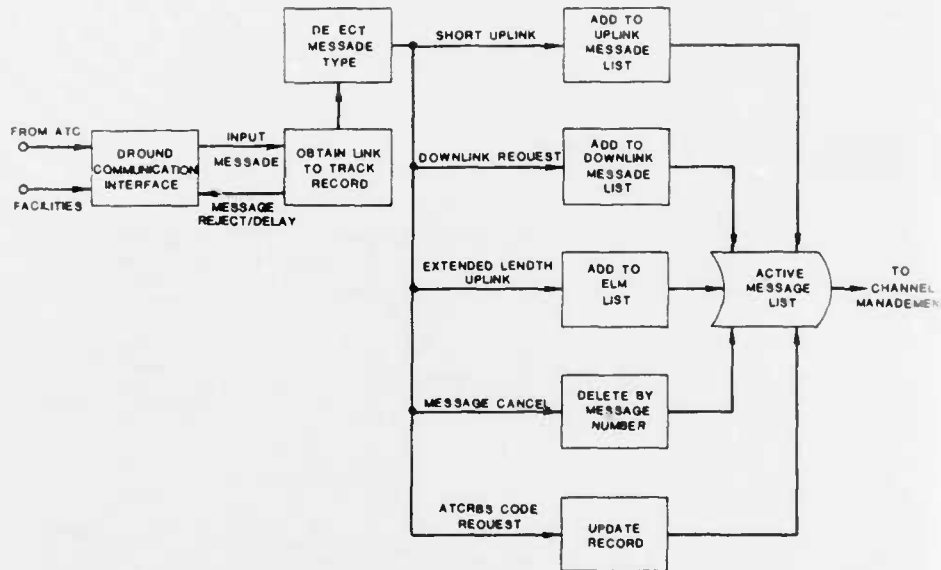 DE ECT
MESSAGE
TYPE
SHORT UPLINK
ADD TO
UPLINK
MESSAGE
LIST
FROM ATC
FACILITIES
GROUND
COMMUNICATION
INTERFACE
INPUT
MESSAGE
MESSAGE
REJECT/DELAY
OBTAIN LINK
TO TRACK
RECORD
DOWNLINK REQUEST
ADD TO
DOWNLINK
MESSAGE
LIST
EXTENDED LENGTH
UPLINK
ADD TO
ELM
LIST
ACTIVE
MESSAGE
LIST
TO
CHANNEL
MANAGEMEN
MESSAGE CANCEL
DELETE BY
MESSAGE
NUMBER
ATCRBS CODE
REQUEST
UPDATE
RECORD